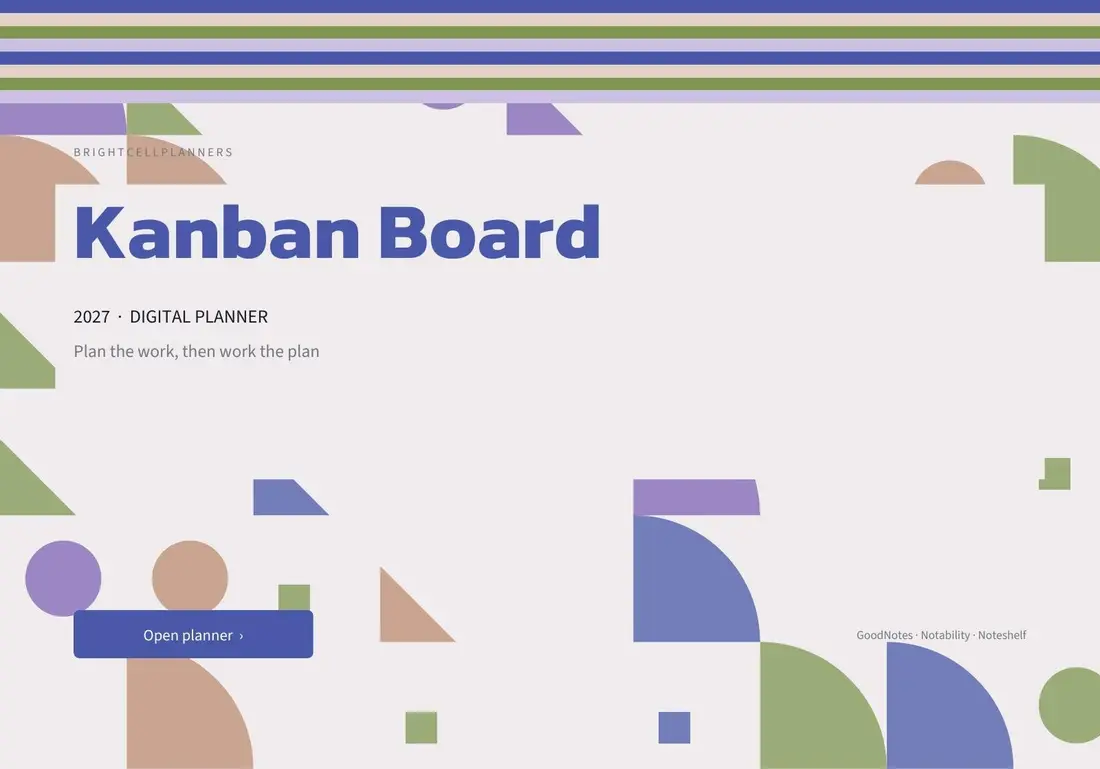 BRIGHTCELLPLANNERS
Kanban Board
2027 · DIGITAL PLANNER
Plan the work, then work the plan
Open planner ›
GoodNotes · Notability · Noteshelf